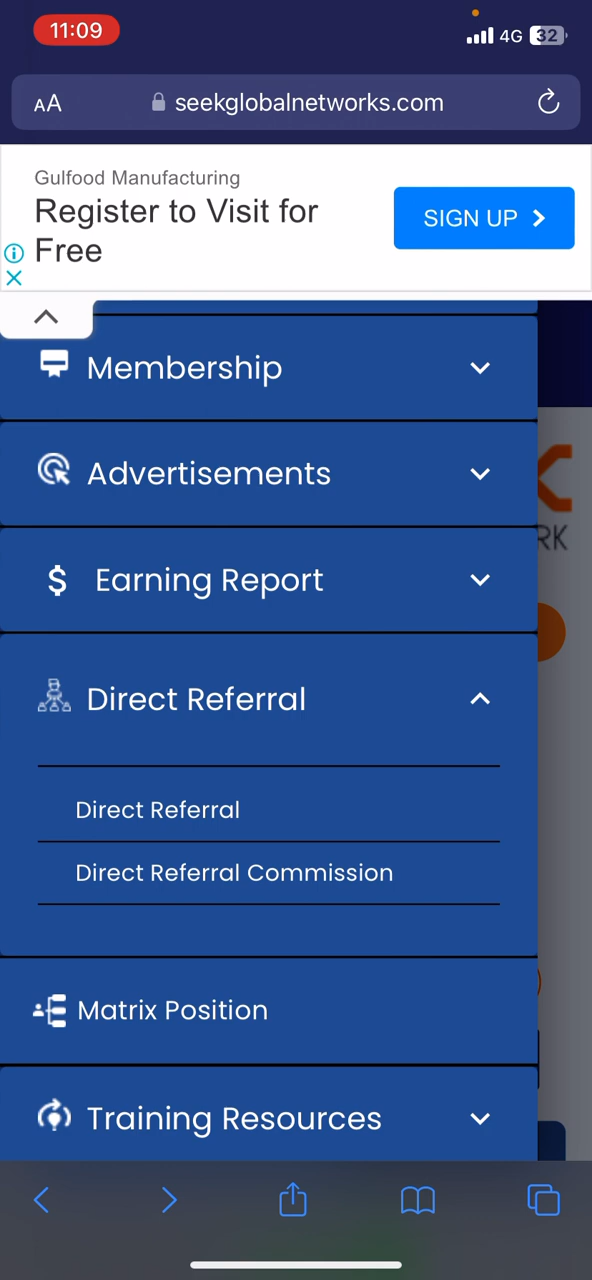 11:09
4G 32
AA seekglobalnetworks.com
Gulfood Manufacturing
Register to Visit for
Free
SIGN UP
Membership
Advertisements
RK
$ Earning Report
Direct Referral
Direct Referral
Direct Referral Commission
Matrix Position
Training Resources